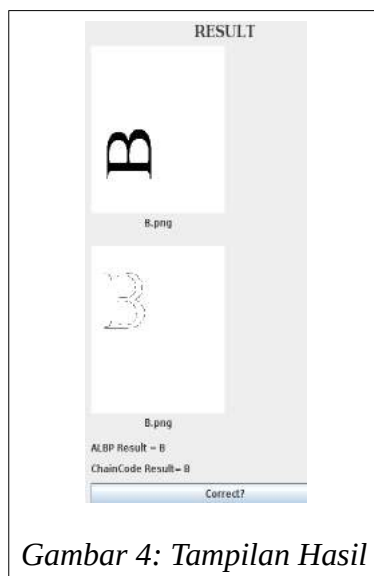 RESULT
B
B.png
B
B.png
ALBP Result = B
ChainCode Result= B
Correct?
Gambar 4: Tampilan Hasil